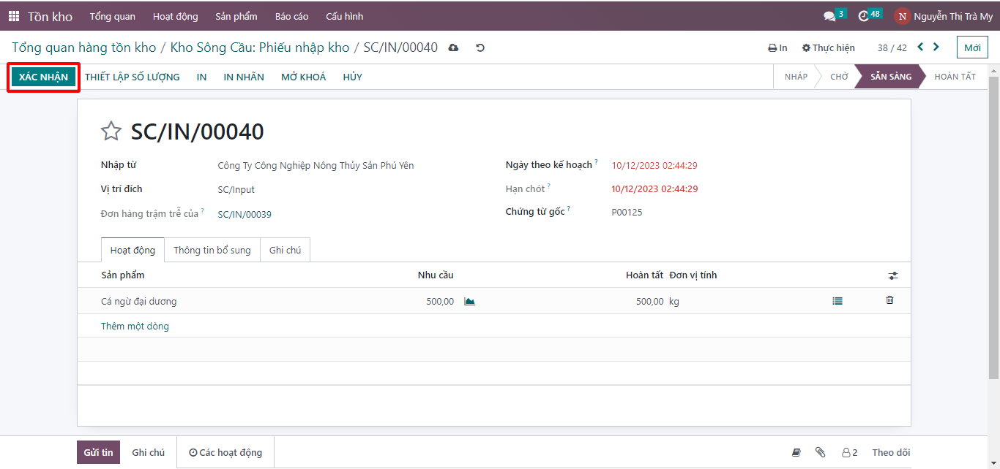 Tồn kho Tổng quan Hoạt động Sản phẩm Báo cáo Cấu hình 3 48 N Nguyễn Thị Trà My
Tổng quan hàng tồn kho / Kho Sông Cầu: Phiếu nhập kho / SC/IN/00040 In Thực hiện 38 / 42 Mới
XÁC NHẬN THIẾT LẬP SỐ LƯỢNG IN IN NHÃN MỞ KHOÁ HỦY NHÁP CHỜ SẴN SÀNG HOÀN TẤT
SC/IN/00040
Nhập từ Công Ty Công Nghiệp Nông Thủy Sản Phú Yên Ngày theo kế hoạch ? 10/12/2023 02:44:29
Vị trí đích SC/Input Hạn chót ? 10/12/2023 02:44:29
Đơn hàng trậm trễ của ? SC/IN/00039 Chứng từ gốc ? P00125
Hoạt động Thông tin bổ sung Ghi chú
Sản phẩm Nhu cầu Hoàn tất Đơn vị tính
Cá ngừ đại dương 500,00 500,00 kg
Thêm một dòng
Gửi tin Ghi chú Các hoạt động 2 Theo dõi